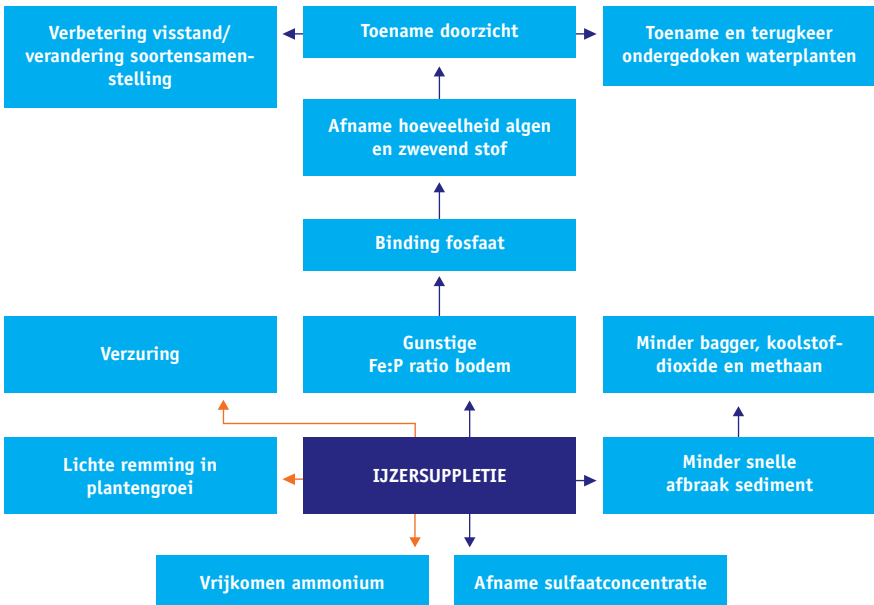 Verbetering visstand/
verandering soortensamen-
stelling
Toename doorzicht
Toename en terugkeer
ondergedoken waterplanten
Afname hoeveelheid algen
en zwevend stof
Binding fosfaat
Verzuring
Gunstige
Fe:P ratio bodem
Minder bagger, koolstof-
dioxide en methaan
Lichte remming in
plantengroei
IJZERSUPPLETIE
Minder snelle
afbraak sediment
Vrijkomen ammonium
Afname sulfaatconcentratie